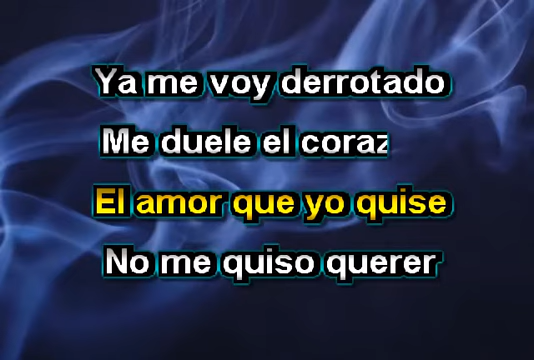 Ya me voy derrotado
Me duele el coraz
El amor que yo quise
No me quiso querer